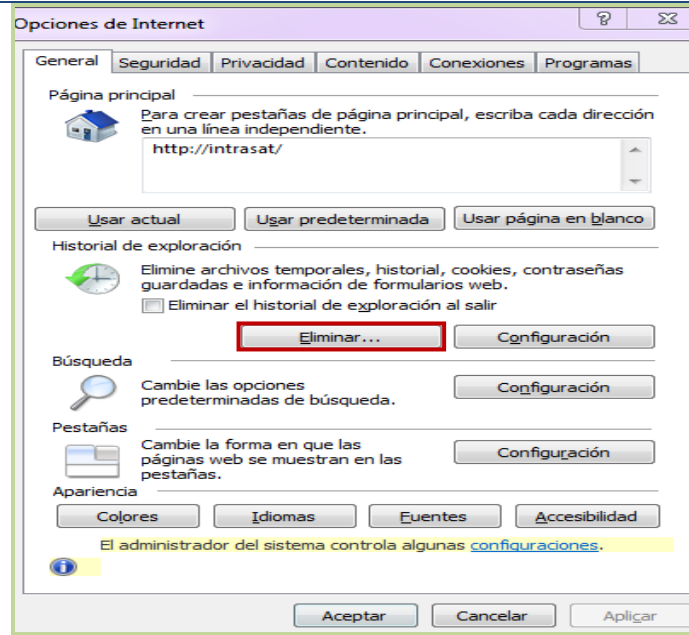 Opciones de Internet
General Seguridad Privacidad Contenido Conexiones Programas
Página principal
Para crear pestañas de página principal, escriba cada dirección
en una línea independiente.
http://intrasat/
Usar actual Usar predeterminada Usar página en blanco
Historial de exploración
Elimine archivos temporales, historial, cookies, contraseñas
guardadas e información de formularios web.
Eliminar el historial de exploración al salir
Eliminar... Configuración
Búsqueda
Cambie las opciones
predeterminadas de búsqueda.
Configuración
Pestañas
Cambie la forma en que las
páginas web se muestran en las
pestañas.
Configuración
Apariencia
Colores Idiomas Fuentes Accesibilidad
El administrador del sistema controla algunas configuraciones.
Aceptar Cancelar Aplicar